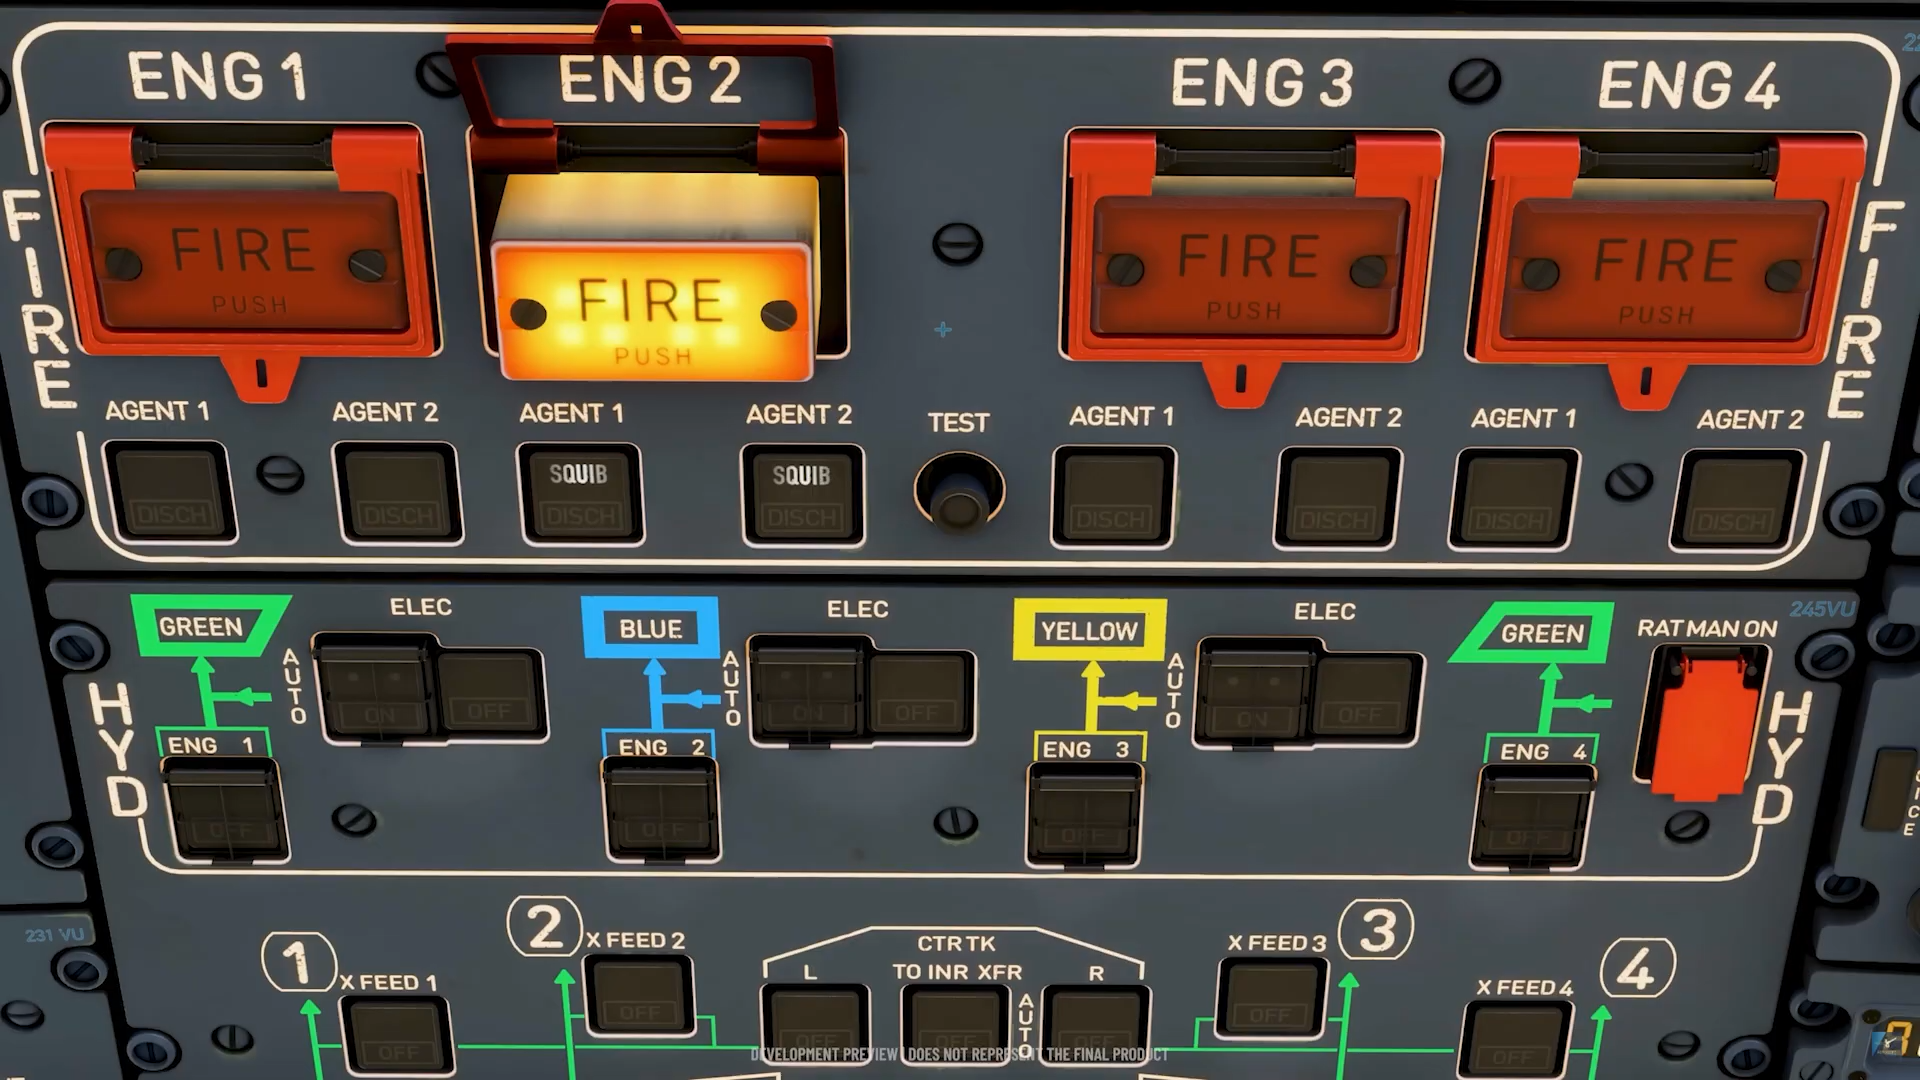 ENG 1
ENG 2
ENG 3
ENG 4
FIRE
FIRE
PUSH
FIRE
PUSH
FIRE
PUSH
FIRE
PUSH
FIRE
AGENT 1
AGENT 2
AGENT 1
AGENT 2
TEST
AGENT 1
AGENT 2
AGENT 1
AGENT 2
DISCH
DISCH
SQUIB
DISCH
SQUIB
DISCH
DISCH
DISCH
DISCH
DISCH
245VU
GREEN
ELEC
BLUE
ELEC
YELLOW
ELEC
GREEN
RAT MAN ON
AUTO
ON
OFF
AUTO
ON
OFF
AUTO
ON
OFF
HYD
HYD
ENG 1
ENG 2
ENG 3
ENG 4
OFF
OFF
OFF
OFF
231 VU
1
X FEED 1
2
X FEED 2
CTR TK
L
TO INR XFR
R
X FEED 3
3
X FEED 4
4
OFF
OFF
OFF
OFF
AUTO
OFF
OFF
OFF
DEVELOPMENT PREVIEW | DOES NOT REPRESENT THE FINAL PRODUCT